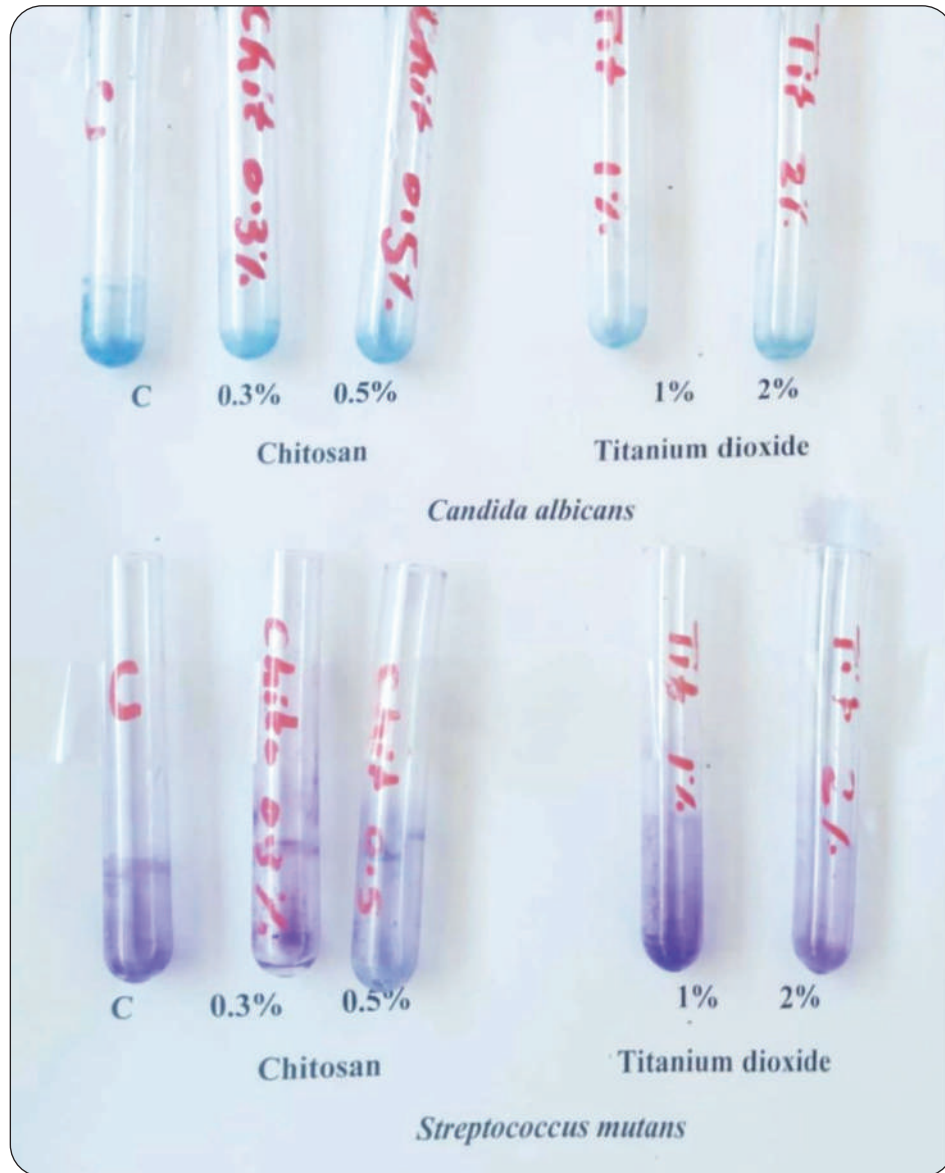 C
Chit 0.3%.
Chit 0.5%.
Tit 1%.
Tit 2%.
C 0.3% 0.5% 1% 2%
Chitosan Titanium dioxide
Candida albicans
C
Chito 0.3%.
Chit 0.5
Tit 1%
Tit 2%.
C 0.3% 0.5% 1% 2%
Chitosan Titanium dioxide
Streptococcus mutans